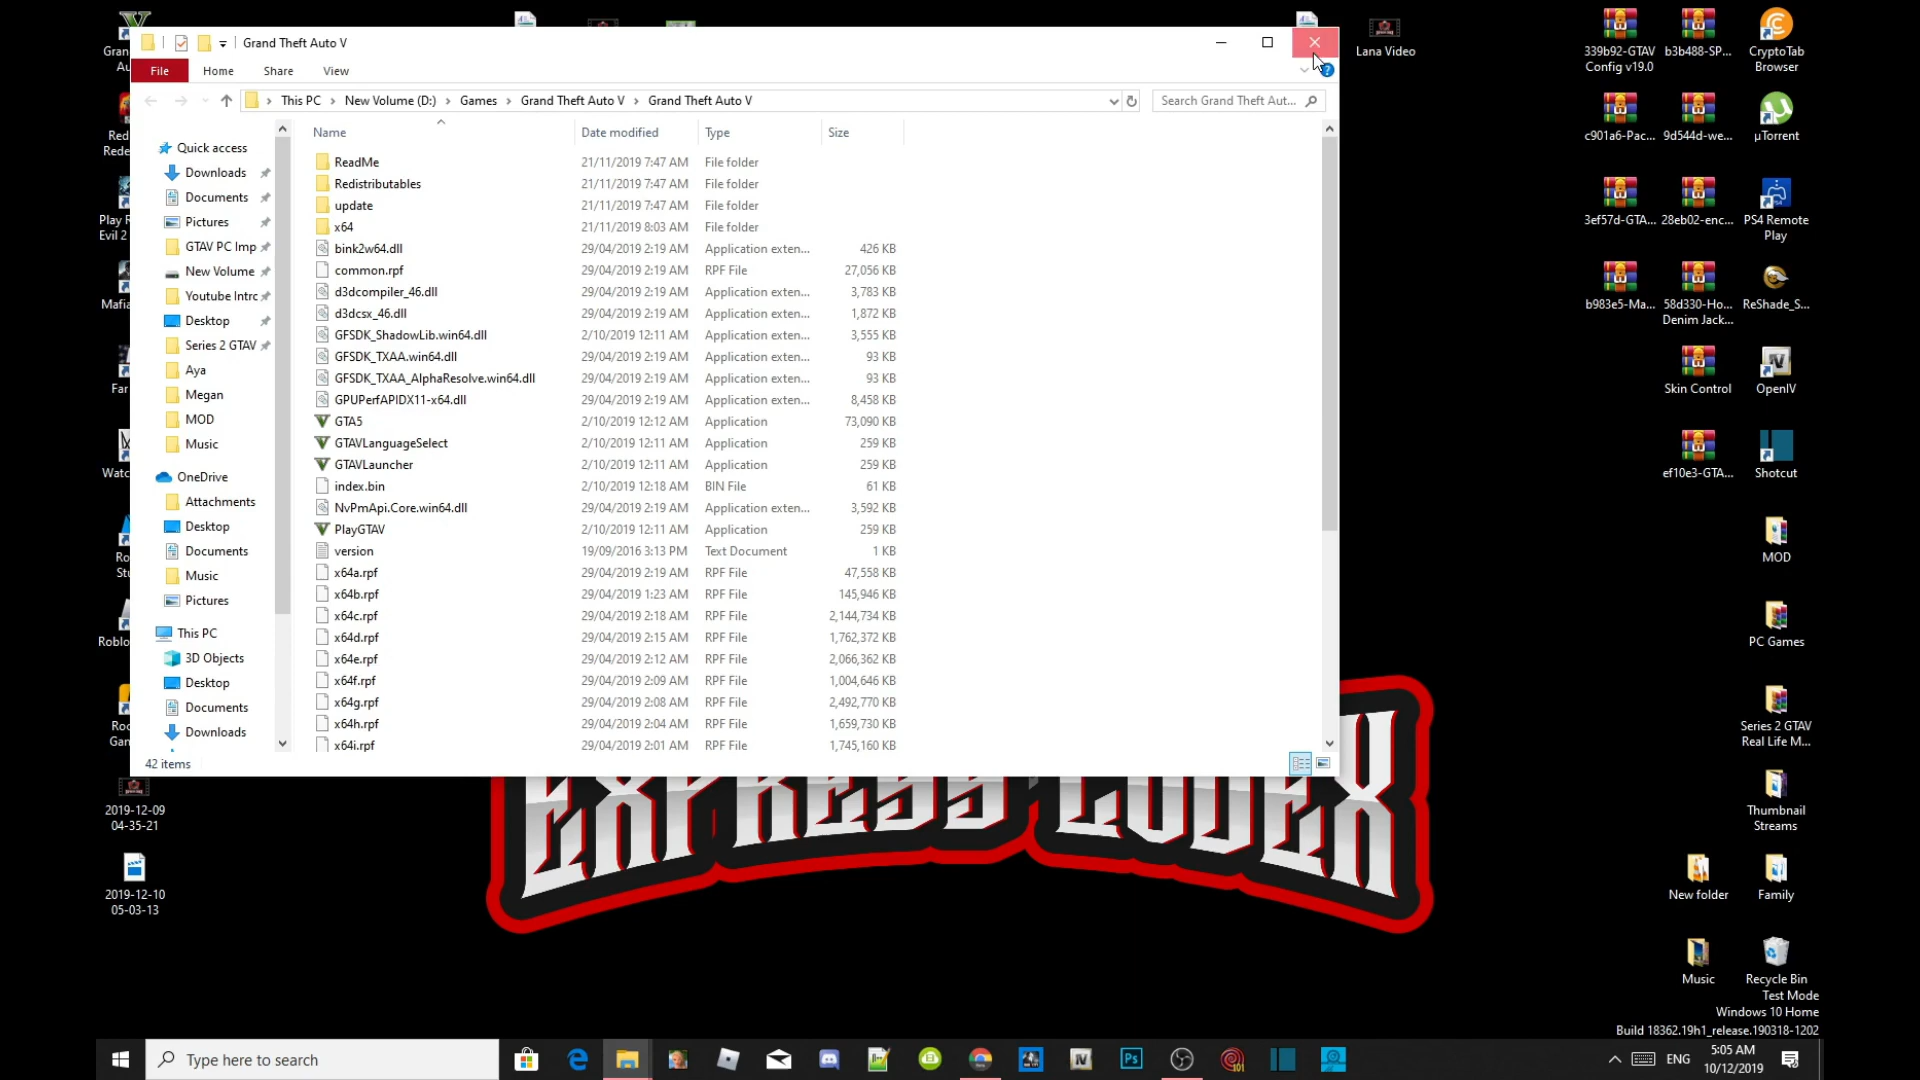 Grand Theft Auto V
File
Home
Share
View
This PC
New Volume (D:)
Games
Grand Theft Auto V
Grand Theft Auto V
Search Grand Theft Aut...
Name
Date modified
Type
Size
Quick access
Downloads
Documents
Pictures
GTAV PC Imp
New Volume
Youtube Intrc
Desktop
Series 2 GTAV
Aya
Megan
MOD
Music
OneDrive
Attachments
Desktop
Documents
Music
Pictures
This PC
3D Objects
Desktop
Documents
Downloads
ReadMe 21/11/2019 7:47 AM File folder
Redistributables 21/11/2019 7:47 AM File folder
update 21/11/2019 7:47 AM File folder
x64 21/11/2019 8:03 AM File folder
bink2w64.dll 29/04/2019 2:19 AM Application exten... 426 KB
common.rpf 29/04/2019 2:19 AM RPF File 27,056 KB
d3dcompiler_46.dll 29/04/2019 2:19 AM Application exten... 3,783 KB
d3dcsx_46.dll 29/04/2019 2:19 AM Application exten... 1,872 KB
GFSDK_ShadowLib.win64.dll 2/10/2019 12:11 AM Application exten... 3,555 KB
GFSDK_TXAA.win64.dll 29/04/2019 2:19 AM Application exten... 93 KB
GFSDK_TXAA_AlphaResolve.win64.dll 29/04/2019 2:19 AM Application exten... 93 KB
GPUPerfAPIDX11-x64.dll 29/04/2019 2:19 AM Application exten... 8,458 KB
GTA5 2/10/2019 12:12 AM Application 73,090 KB
GTAVLanguageSelect 2/10/2019 12:11 AM Application 259 KB
GTAVLauncher 2/10/2019 12:11 AM Application 259 KB
index.bin 2/10/2019 12:18 AM BIN File 61 KB
NvPmApi.Core.win64.dll 29/04/2019 2:19 AM Application exten... 3,592 KB
PlayGTAV 2/10/2019 12:11 AM Application 259 KB
version 19/09/2016 3:13 PM Text Document 1 KB
x64a.rpf 29/04/2019 2:19 AM RPF File 47,558 KB
x64b.rpf 29/04/2019 1:23 AM RPF File 145,946 KB
x64c.rpf 29/04/2019 2:18 AM RPF File 2,144,734 KB
x64d.rpf 29/04/2019 2:15 AM RPF File 1,762,372 KB
x64e.rpf 29/04/2019 2:12 AM RPF File 2,066,362 KB
x64f.rpf 29/04/2019 2:09 AM RPF File 1,004,646 KB
x64g.rpf 29/04/2019 2:08 AM RPF File 2,492,770 KB
x64h.rpf 29/04/2019 2:04 AM RPF File 1,659,730 KB
x64i.rpf 29/04/2019 2:01 AM RPF File 1,745,160 KB
42 items
Gran
Au
Red
Rede
Play R
Evil 2
Mafia
Far
Watc
Ro
Stu
Roblo
Roc
Gan
2019-12-09
04-35-21
2019-12-10
05-03-13
Lana Video
339b92-GTAV
Config v19.0
b3b488-SP...
CryptoTab
Browser
c901a6-Pac...
9d544d-we...
µTorrent
3ef57d-GTA...
28eb02-enc...
PS4 Remote
Play
b983e5-Ma...
58d330-Ho...
Denim Jack...
ReShade_S...
Skin Control
OpenIV
ef10e3-GTA...
Shotcut
MOD
PC Games
Series 2 GTAV
Real Life M...
Thumbnail
Streams
New folder
Family
Music
Recycle Bin
EXPRESS LODEX
Test Mode
Windows 10 Home
Build 18362.19h1_release.190318-1202
Type here to search
Ps
IV
101
ENG
5:05 AM
10/12/2019